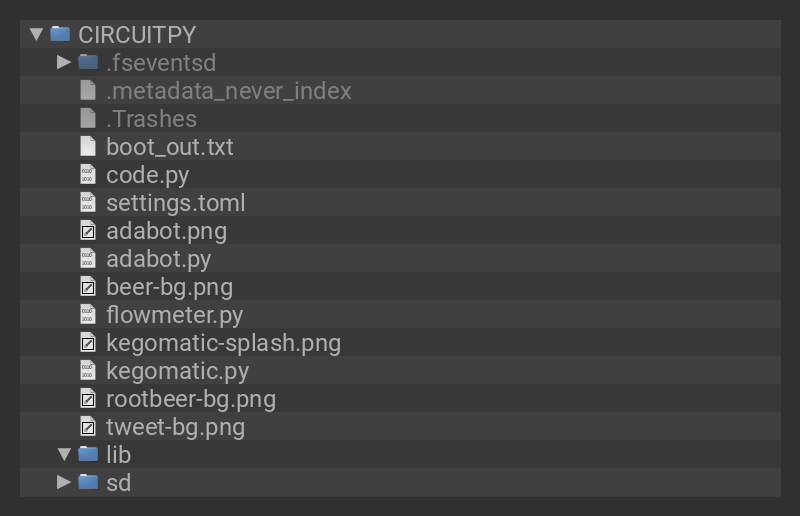 CIRCUITPY
.fseventsd
.metadata_never_index
.Trashes
boot_out.txt
code.py
settings.toml
adabot.png
adabot.py
beer-bg.png
flowmeter.py
kegomatic-splash.png
kegomatic.py
rootbeer-bg.png
tweet-bg.png
lib
sd